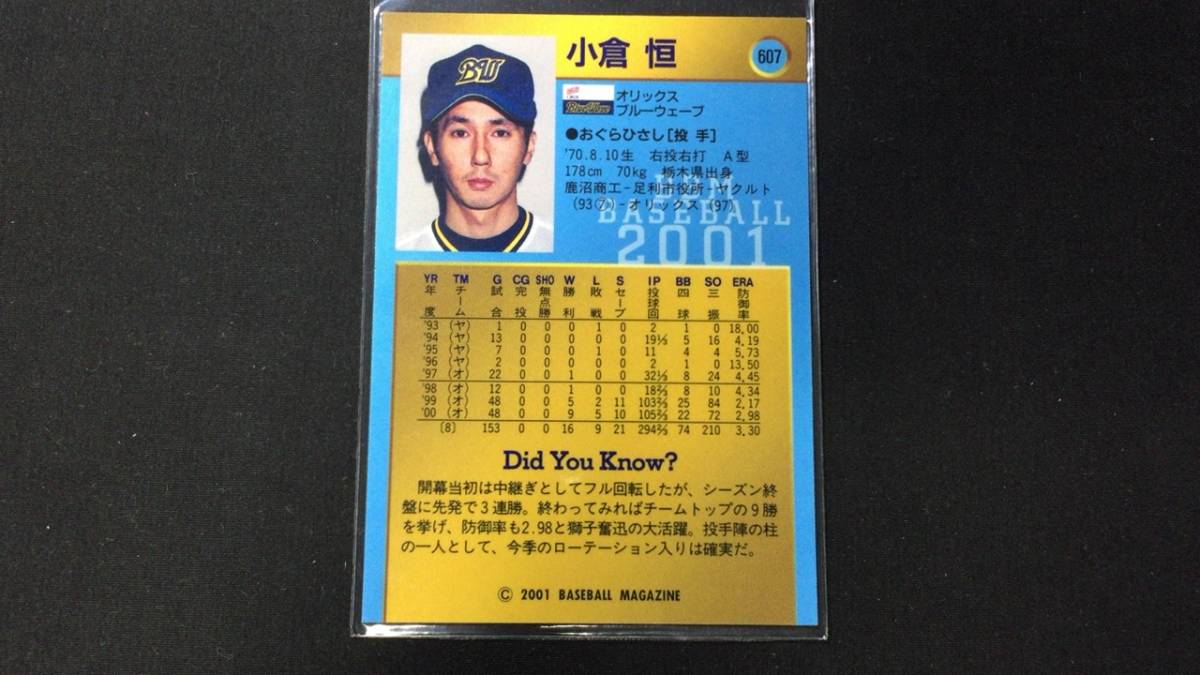 小倉 恒
607
BW
オリックス
ブルーウェーブ
●おぐらひさし[投 手]
'70.8.10生 右投右打 A型
178cm 70kg 栃木県出身
鹿沼商工-足利市役所-ヤクルト
(93⑦)-オリックス (97)
BBM
BASEBALL
2001
YR TM G CG SHO W L S IP BB SO ERA
年度 チーム 試合 完投 無点勝 勝利 敗戦 セーブ 投球回 四球 三振 防御率
'93 (ヤ) 1 0 0 0 1 0 2 1 0 18.00
'94 (ヤ) 13 0 0 0 0 0 19⅓ 5 16 4.19
'95 (ヤ) 7 0 0 0 1 0 11 4 4 5.73
'96 (ヤ) 2 0 0 0 0 0 2 1 0 13.50
'97 (オ) 22 0 0 1 0 0 32⅓ 8 24 4.45
'98 (オ) 12 0 0 1 0 0 18⅔ 8 10 4.34
'99 (オ) 48 0 0 5 2 11 103⅔ 25 84 2.17
'00 (オ) 48 0 0 9 5 10 105⅔ 22 72 2.98
[8] 153 0 0 16 9 21 294⅔ 74 210 3.30
Did You Know?
開幕当初は中継ぎとしてフル回転したが、シーズン終
盤に先発で3連勝。終わってみればチームトップの9勝
を挙げ、防御率も2.98と獅子奮迅の大活躍。投手陣の柱
の一人として、今季のローテーション入りは確実だ。
© 2001 BASEBALL MAGAZINE